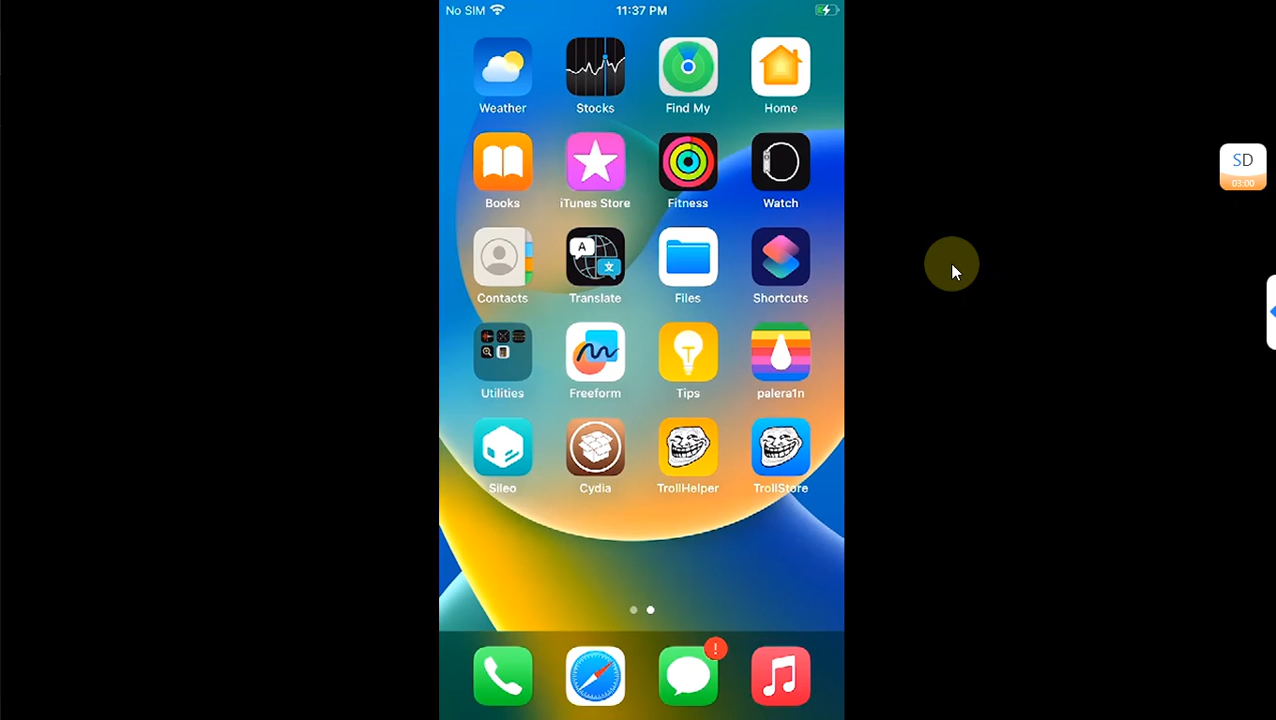 No SIM 11:37 PM
Weather Stocks Find My Home
Books iTunes Store Fitness Watch
SD
03:00
A
文
Contacts Translate Files Shortcuts
T
Utilities Freeform Tips palera1n
Sileo Cydia TrollHelper TrollStore
!